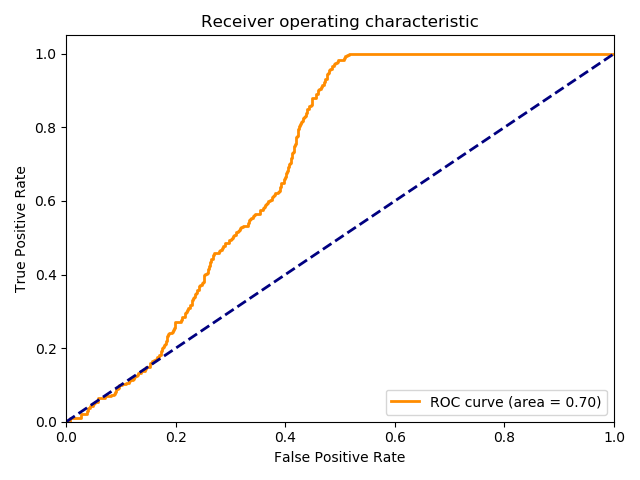 Receiver operating characteristic
True Positive Rate
1.0
0.8
0.6
0.4
0.2
0.0
ROC curve (area = 0.70)
0.0 0.2 0.4 0.6 0.8 1.0
False Positive Rate